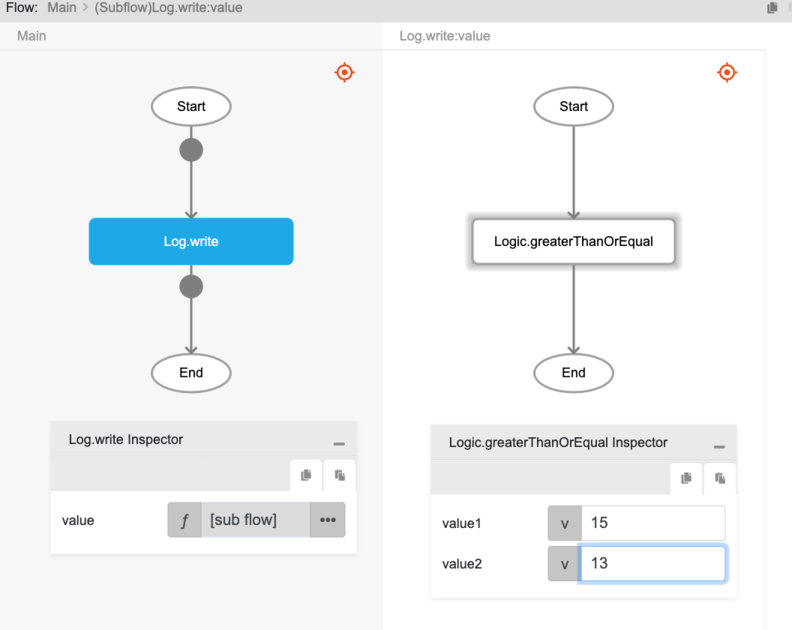 Flow: Main > (Subflow)Log.write:value
Main
Log.write:value
Start
Start
Log.write
Logic.greaterThanOrEqual
End
End
Log.write Inspector
Logic.greaterThanOrEqual Inspector
value f [sub flow] •••
value1 v 15
value2 v 13